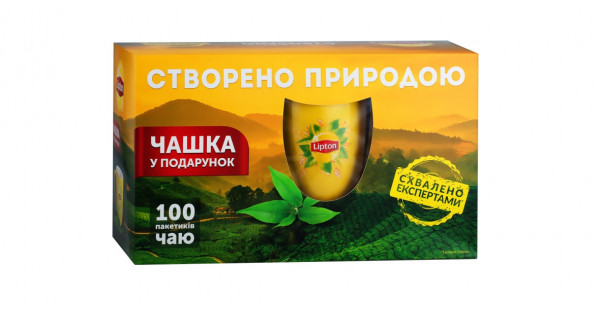 СТВОРЕНО ПРИРОДОЮ
ЧАШКА
У ПОДАРУНОК
Lipton
СХВАЛЕНО
ЕКСПЕРТАМИ
100
пакетиків
ЧАЮ